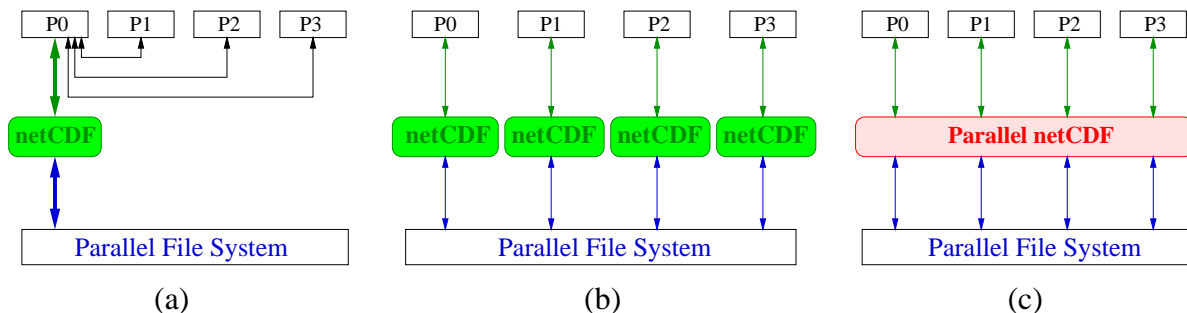 P0 P1 P2 P3
netCDF
Parallel File System
(a)
P0 P1 P2 P3
netCDF netCDF netCDF netCDF
Parallel File System
(b)
P0 P1 P2 P3
Parallel netCDF
Parallel File System
(c)